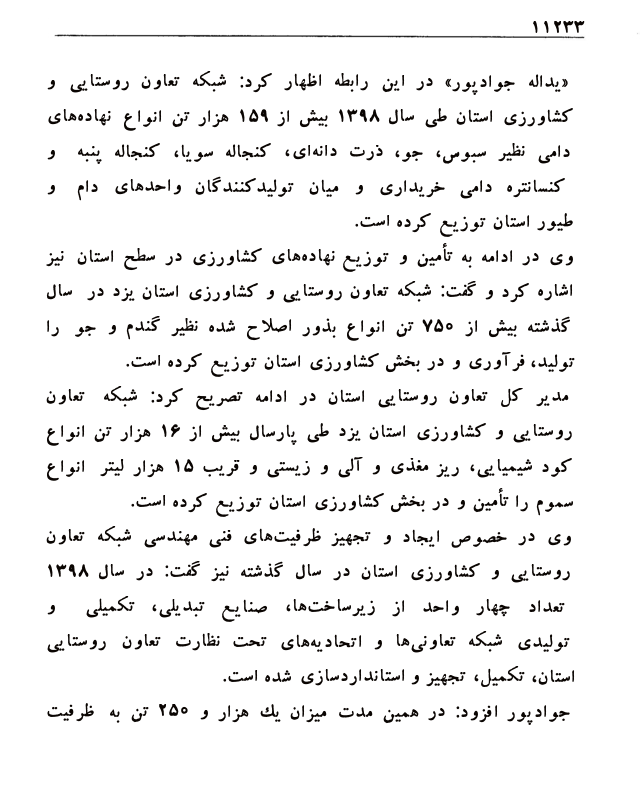 ۱۱۲۳۳
«یداله جوادپور» در این رابطه اظهار کرد: شبکه تعاون روستایی و
کشاورزی استان طی سال ۱۳۹۸ بیش از ۱۵۹ هزار تن انواع نهاده‌های
دامی نظیر سبوس، جو، ذرت دانه‌ای، کنجاله سویا، کنجاله پنبه و
کنسانتره دامی خریداری و میان تولیدکنندگان واحدهای دام و
طیور استان توزیع کرده است.
وی در ادامه به تأمین و توزیع نهاده‌های کشاورزی در سطح استان نیز
اشاره کرد و گفت: شبکه تعاون روستایی و کشاورزی استان یزد در سال
گذشته بیش از ۷۵۰ تن انواع بذور اصلاح شده نظیر گندم و جو را
تولید، فرآوری و در بخش کشاورزی استان توزیع کرده است.
مدیر کل تعاون روستایی استان در ادامه تصریح کرد: شبکه تعاون
روستایی و کشاورزی استان یزد طی پارسال بیش از ۱۶ هزار تن انواع
کود شیمیایی، ریز مغذی و آلی و زیستی و قریب ۱۵ هزار لیتر انواع
سموم را تأمین و در بخش کشاورزی استان توزیع کرده است.
وی در خصوص ایجاد و تجهیز ظرفیت‌های فنی مهندسی شبکه تعاون
روستایی و کشاورزی استان در سال گذشته نیز گفت: در سال ۱۳۹۸
تعداد چهار واحد از زیرساخت‌ها، صنایع تبدیلی، تکمیلی و
تولیدی شبکه تعاونی‌ها و اتحادیه‌های تحت نظارت تعاون روستایی
استان، تکمیل، تجهیز و استانداردسازی شده است.
جوادپور افزود: در همین مدت میزان یك هزار و ۲۵۰ تن به ظرفیت